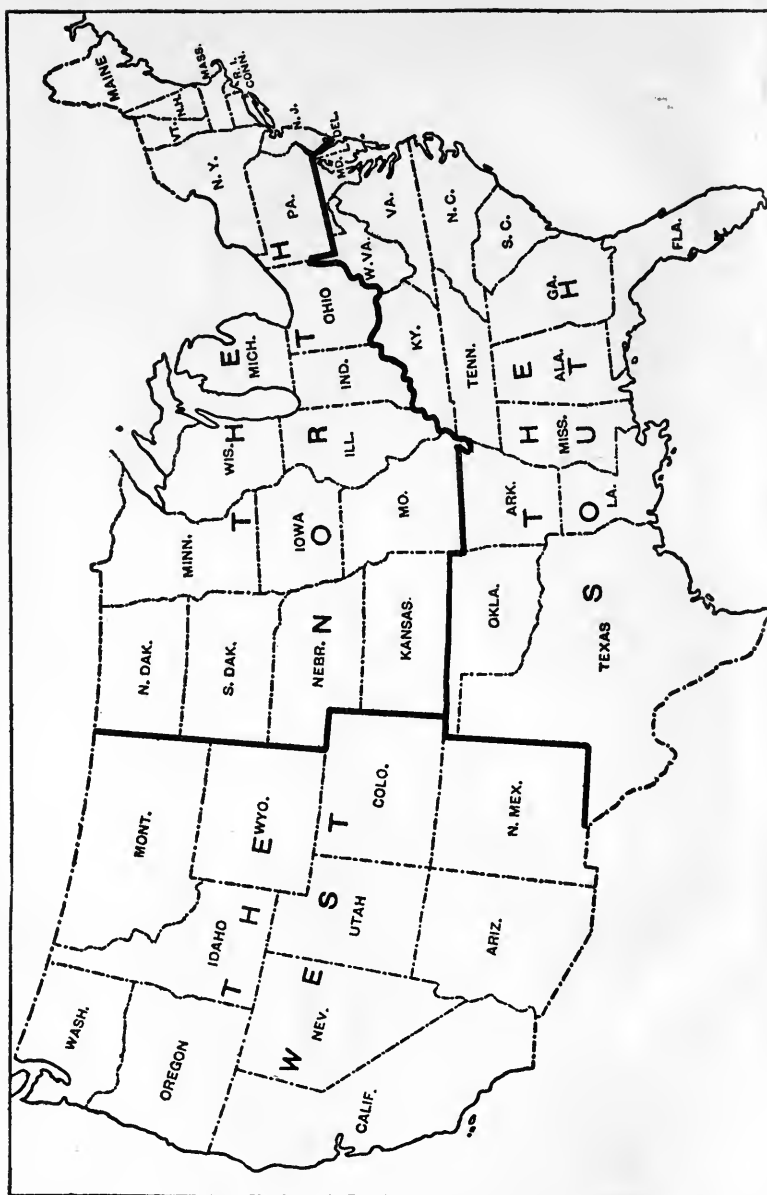 WASH.
OREGON
CALIF.
IDAHO
NEV.
MONT.
WYO.
UTAH
COLO.
ARIZ.
N. MEX.
THE WEST
N. DAK.
S. DAK.
NEBR.
KANSAS.
MINN.
IOWA
MO.
WIS.
ILL.
MICH.
IND.
OHIO
PA.
N. Y.
N. J.
VT.
N.H.
MAINE
MASS.
R. I.
CONN.
THE NORTH
DEL.
MD.
W. VA.
VA.
KY.
TENN.
N. C.
S. C.
GA.
FLA.
ALA.
MISS.
ARK.
LA.
OKLA.
TEXAS
THE SOUTH